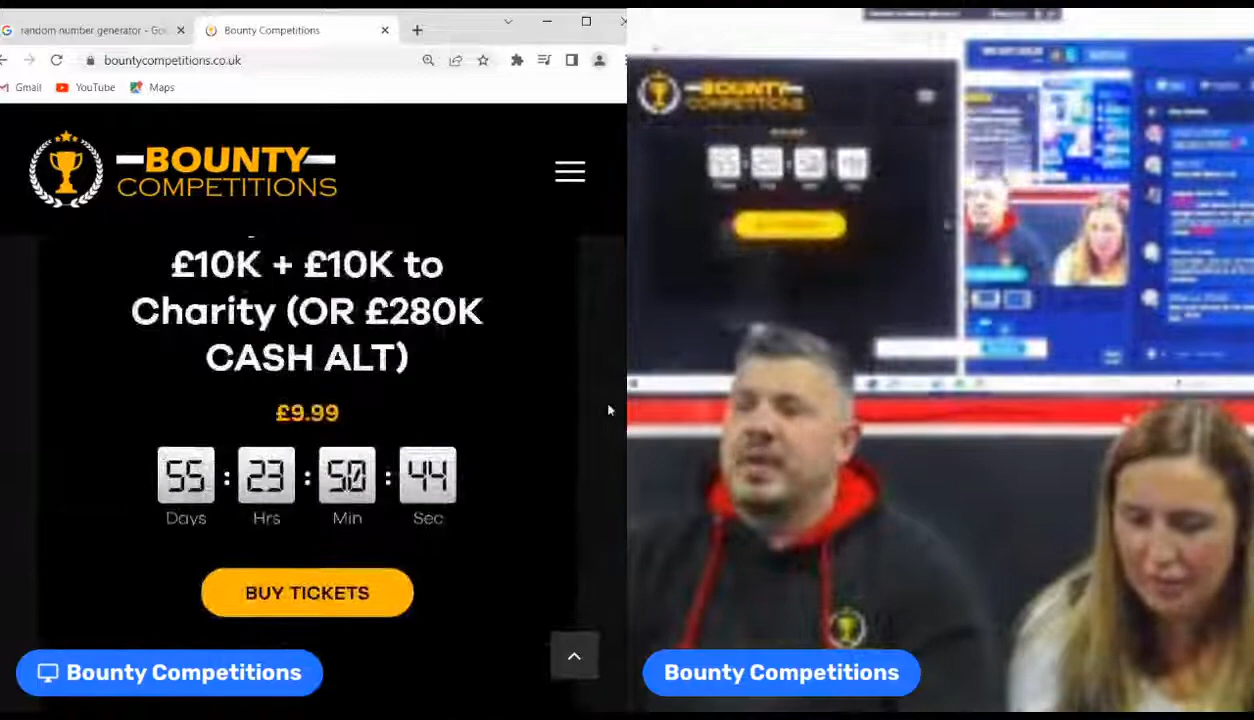 random number generator - Goo
Bounty Competitions
bountycompetitions.co.uk
Gmail
YouTube
Maps
BOUNTY
COMPETITIONS
£10K + £10K to
Charity (OR £280K
CASH ALT)
£9.99
55 : 23 : 50 : 44
Days Hrs Min Sec
BUY TICKETS
Bounty Competitions
BOUNTY
COMPETITIONS
Bounty Competitions